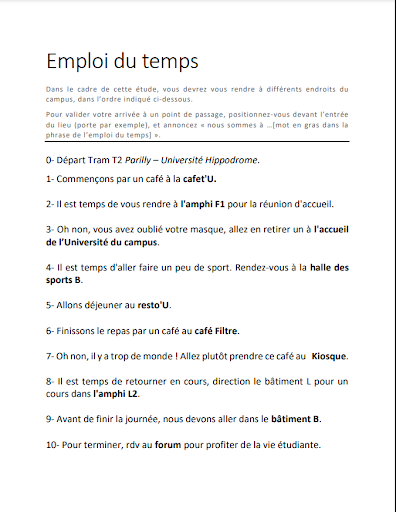 Emploi du temps
Dans le cadre de cette étude, vous devrez vous rendre à différents endroits du
campus, dans l'ordre indiqué ci-dessous.
Pour valider votre arrivée à un point de passage, positionnez-vous devant l'entrée
du lieu (porte par exemple), et annoncez « nous sommes à …[mot en gras dans la
phrase de l'emploi du temps] ».
0- Départ Tram T2 Parilly – Université Hippodrome.
1- Commençons par un café à la cafet'U.
2- Il est temps de vous rendre à l'amphi F1 pour la réunion d'accueil.
3- Oh non, vous avez oublié votre masque, allez en retirer un à l'accueil
de l'Université du campus.
4- Il est temps d'aller faire un peu de sport. Rendez-vous à la halle des
sports B.
5- Allons déjeuner au resto'U.
6- Finissons le repas par un café au café Filtre.
7- Oh non, il y a trop de monde ! Allez plutôt prendre ce café au Kiosque.
8- Il est temps de retourner en cours, direction le bâtiment L pour un
cours dans l'amphi L2.
9- Avant de finir la journée, nous devons aller dans le bâtiment B.
10- Pour terminer, rdv au forum pour profiter de la vie étudiante.